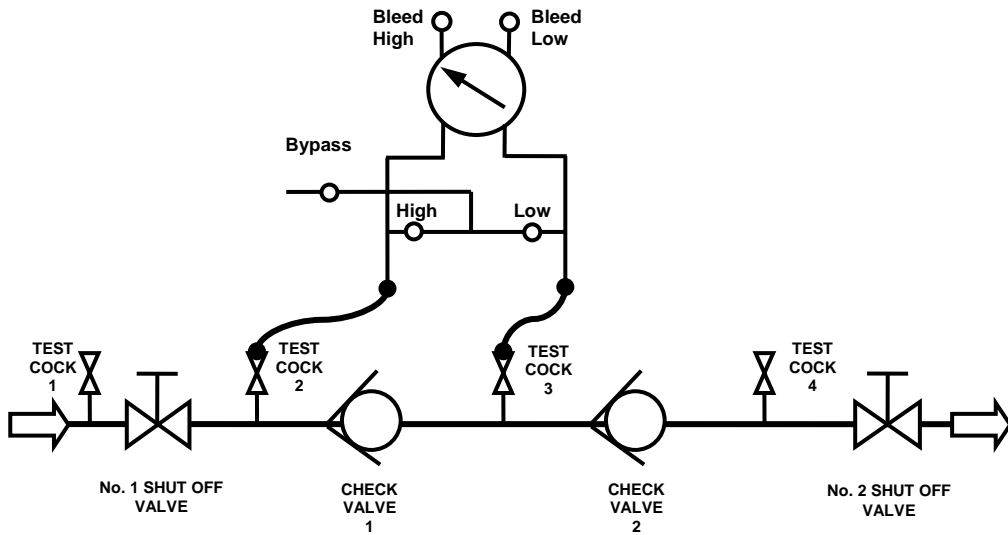 Bleed
High
Bleed
Low
Bypass
High
Low
TEST
COCK
1
TEST
COCK
2
TEST
COCK
3
TEST
COCK
4
No. 1 SHUT OFF
VALVE
CHECK
VALVE
1
CHECK
VALVE
2
No. 2 SHUT OFF
VALVE